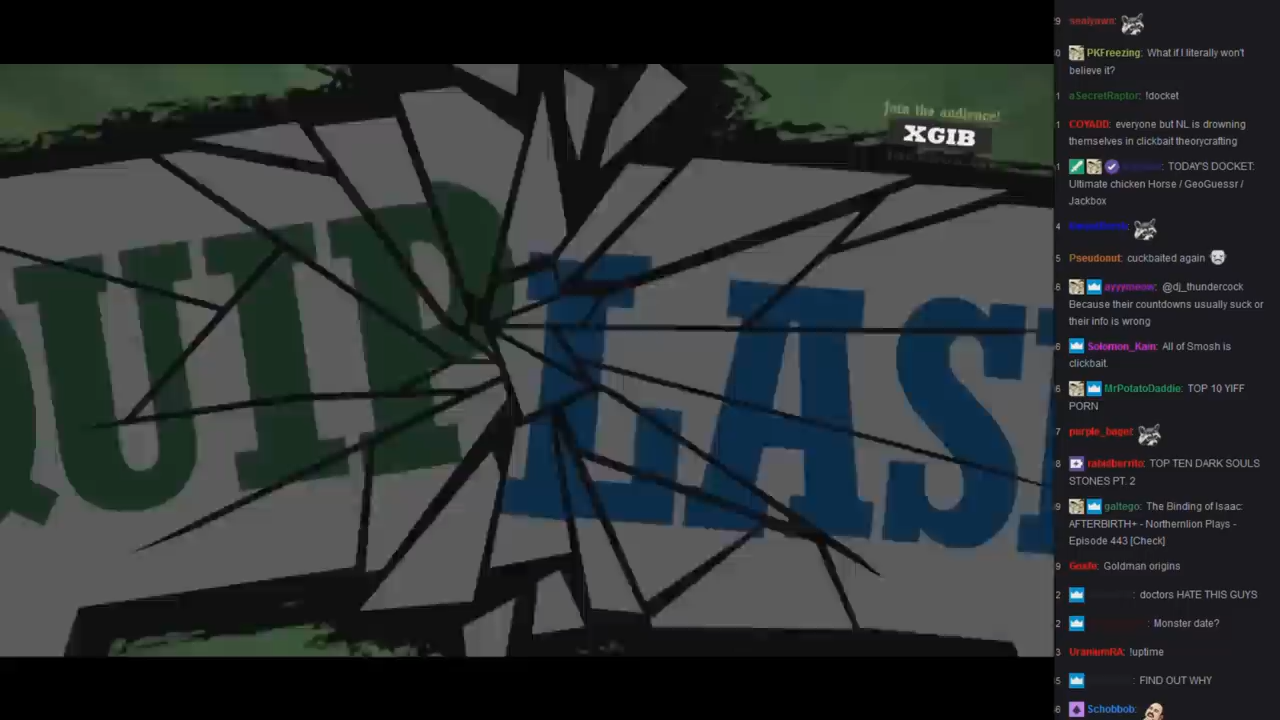 Join the audience!
XGIB
QUIP
LAS
PKFreezing: What if I literally won't
believe it?
aSecretRaptor: !docket
COYADD: everyone but NL is drowning
themselves in clickbait theorycrafting
TODAY'S DOCKET:
Ultimate chicken Horse / GeoGuessr /
Jackbox
Pseudonut: cuckbaited again
ayyymeow: @dj_thundercock
Because their countdowns usually suck or
their info is wrong
Solomon_Kain: All of Smosh is
clickbait.
MrPotatoDaddie: TOP 10 YIFF
PORN
purple_baget
rabidberrito: TOP TEN DARK SOULS
STONES PT. 2
galtego: The Binding of Isaac:
AFTERBIRTH+ - Northernlion Plays -
Episode 443 [Check]
: Goldman origins
: doctors HATE THIS GUYS
: Monster date?
UraniumRA: !uptime
: FIND OUT WHY
Schobbob: